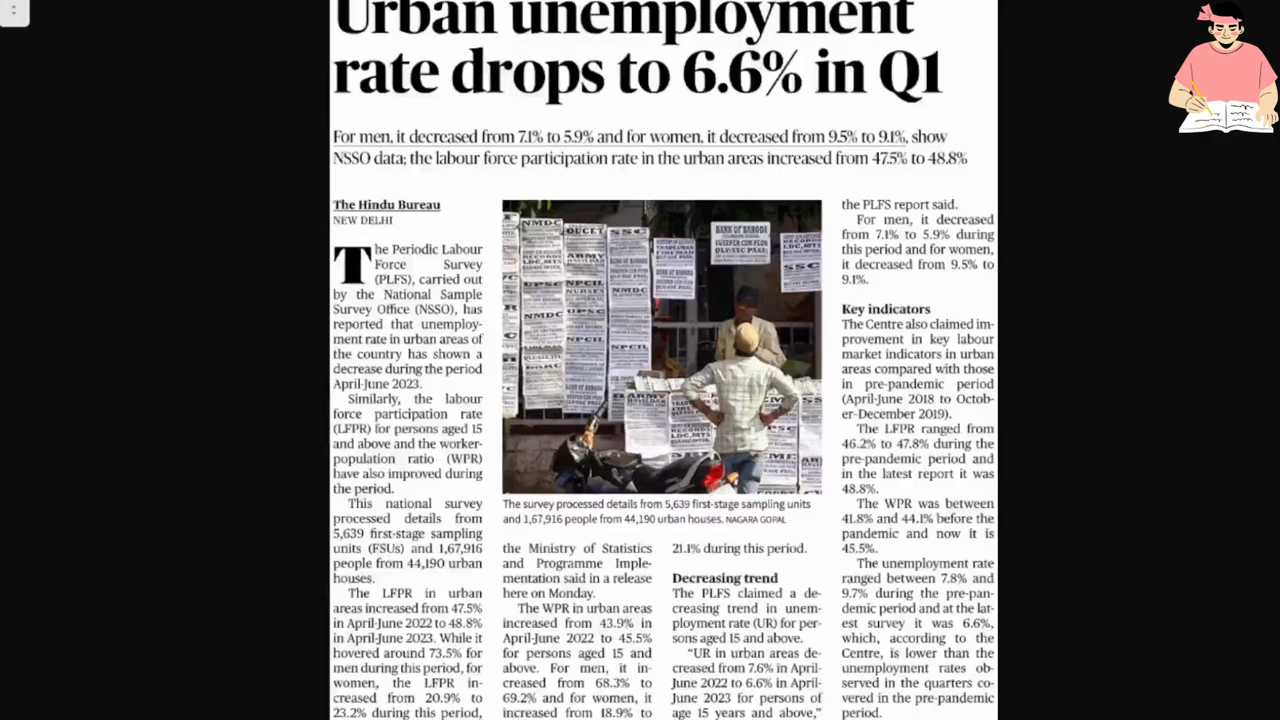 Urban unemployment
rate drops to 6.6% in Q1
For men, it decreased from 7.1% to 5.9% and for women, it decreased from 9.5% to 9.1%, show
NSSO data; the labour force participation rate in the urban areas increased from 47.5% to 48.8%
The Hindu Bureau
NEW DELHI
The Periodic Labour
Force Survey
(PLFS), carried out
by the National Sample
Survey Office (NSSO), has
reported that unemploy-
ment rate in urban areas of
the country has shown a
decrease during the period
April-June 2023.
Similarly, the labour
force participation rate
(LFPR) for persons aged 15
and above and the worker-
population ratio (WPR)
have also improved during
the period.
This national survey
processed details from
5,639 first-stage sampling
units (FSUs) and 1,67,916
people from 44,190 urban
houses.
The LFPR in urban
areas increased from 47.5%
in April-June 2022 to 48.8%
in April-June 2023. While it
hovered around 73.5% for
men during this period, for
women, the LFPR in-
creased from 20.9% to
23.2% during this period,
NMDC
OUCET
SSC
BANK OF BARODA
ARMY
UPSC
NPCIL
NURSES
NMDC
UPSC
NMDC
NPCIL
SSC
ARMY
The survey processed details from 5,639 first-stage sampling units
and 1,67,916 people from 44,190 urban houses. NAGARA GOPAL
the Ministry of Statistics
and Programme Imple-
mentation said in a release
here on Monday.
The WPR in urban areas
increased from 43.9% in
April-June 2022 to 45.5%
for persons aged 15 and
above. For men, it in-
creased from 68.3% to
69.2% and for women, it
increased from 18.9% to
21.1% during this period.
Decreasing trend
The PLFS claimed a de-
creasing trend in unem-
ployment rate (UR) for per-
sons aged 15 and above.
“UR in urban areas de-
creased from 7.6% in April-
June 2022 to 6.6% in April-
June 2023 for persons of
age 15 years and above,”
the PLFS report said.
For men, it decreased
from 7.1% to 5.9% during
this period and for women,
it decreased from 9.5% to
9.1%.
Key indicators
The Centre also claimed im-
provement in key labour
market indicators in urban
areas compared with those
in pre-pandemic period
(April-June 2018 to Octob-
er-December 2019).
The LFPR ranged from
46.2% to 47.8% during the
pre-pandemic period and
in the latest report it was
48.8%.
The WPR was between
41.8% and 44.1% before the
pandemic and now it is
45.5%.
The unemployment rate
ranged between 7.8% and
9.7% during the pre-pan-
demic period and at the lat-
est survey it was 6.6%,
which, according to the
Centre, is lower than the
unemployment rates ob-
served in the quarters co-
vered in the pre-pandemic
period.